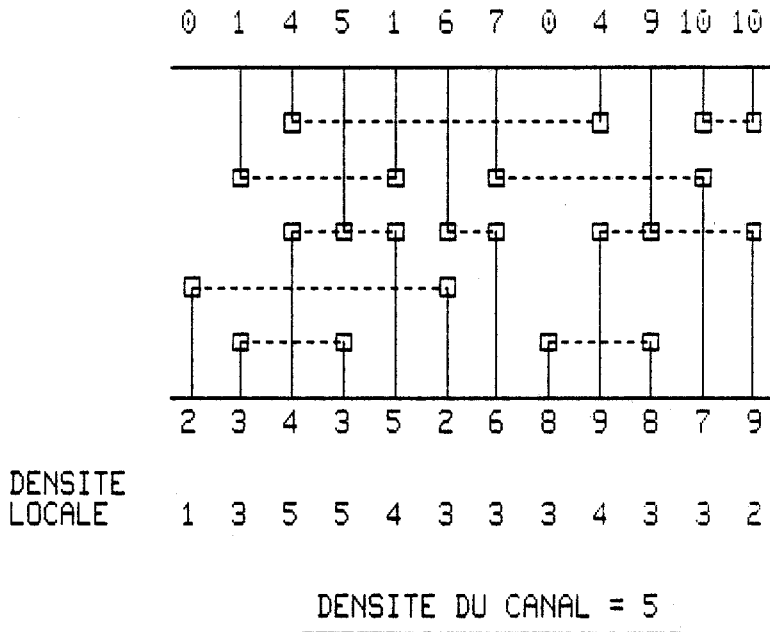 0 1 4 5 1 6 7 0 4 9 10 10
2 3 4 3 5 2 6 8 9 8 7 9
DENSITE
LOCALE 1 3 5 5 4 3 3 3 4 3 3 2
DENSITE DU CANAL = 5